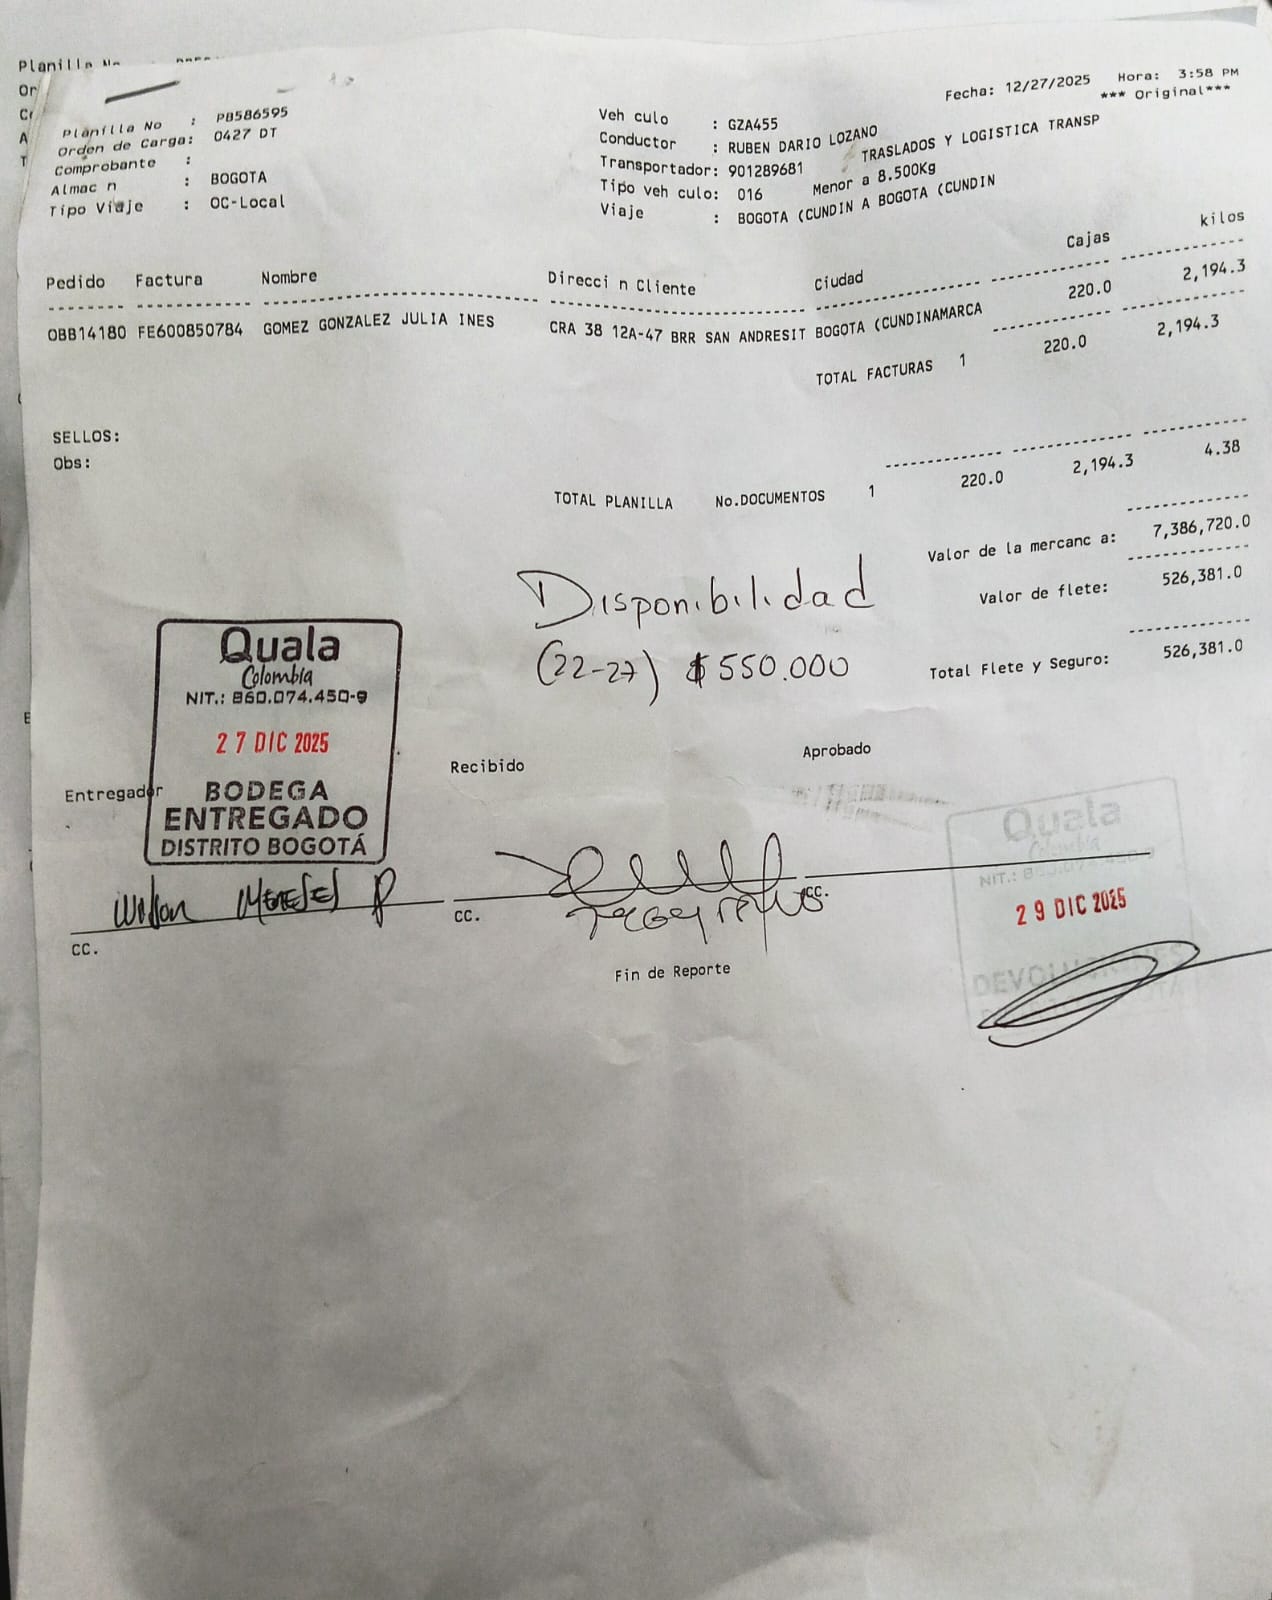 Planilla No
Fecha: 12/27/2025 Hora: 3:58 PM
*** Original***
Planilla No : PB586595
Orden de Carga: 0427 DT
Comprobante :
Almac n : BOGOTA
Tipo Viaje : OC-Local
Veh culo : GZA455
Conductor : RUBEN DARIO LOZANO
Transportador: 901289681 TRASLADOS Y LOGISTICA TRANSP
Tipo veh culo: 016 Menor a 8.500Kg
Viaje : BOGOTA (CUNDIN A BOGOTA (CUNDIN
Pedido Factura Nombre Direcci n Cliente Ciudad Cajas kilos
OBB14180 FE600850784 GOMEZ GONZALEZ JULIA INES CRA 38 12A-47 BRR SAN ANDRESIT BOGOTA (CUNDINAMARCA 220.0 2,194.3
TOTAL FACTURAS 1 220.0 2,194.3
SELLOS:
Obs:
TOTAL PLANILLA No.DOCUMENTOS 1 220.0 2,194.3 4.38
Valor de la mercanc a: 7,386,720.0
Valor de flete: 526,381.0
Total Flete y Seguro: 526,381.0
Disponibilidad
(22-27) $550.000
Quala
Colombia
NIT.: 860.074.450-9
27 DIC 2025
BODEGA
ENTREGADO
DISTRITO BOGOTÁ
Entregador
Recibido
Aprobado
Quala
Colombia
NIT.:
29 DIC 2025
DEVOLUCIONES
Wilson MENESES P
cc.
cc.
cc.
Fin de Reporte